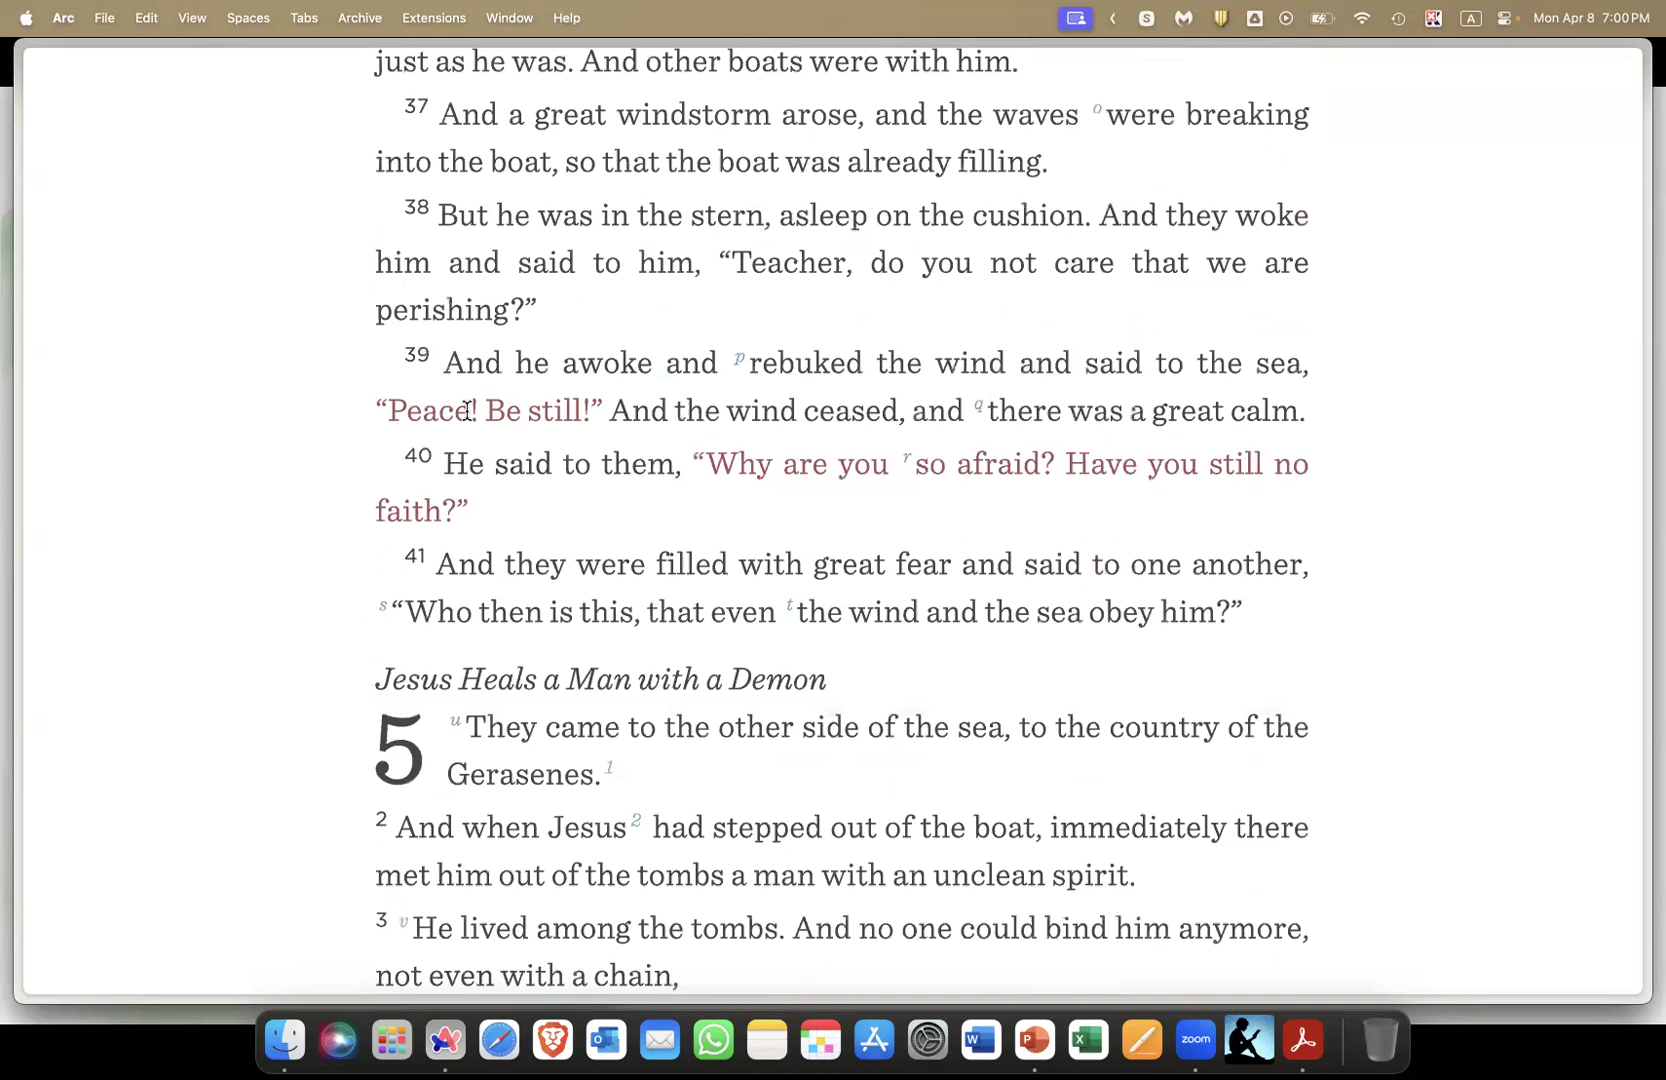 Arc File Edit View Spaces Tabs Archive Extensions Window Help S A Mon Apr 8 7:00 PM
just as he was. And other boats were with him.
37 And a great windstorm arose, and the waves o were breaking
into the boat, so that the boat was already filling.
38 But he was in the stern, asleep on the cushion. And they woke
him and said to him, “Teacher, do you not care that we are
perishing?”
39 And he awoke and p rebuked the wind and said to the sea,
“Peace! Be still!” And the wind ceased, and q there was a great calm.
40 He said to them, “Why are you r so afraid? Have you still no
faith?”
41 And they were filled with great fear and said to one another,
s “Who then is this, that even t the wind and the sea obey him?”
Jesus Heals a Man with a Demon
5 u They came to the other side of the sea, to the country of the
Gerasenes. 1
2 And when Jesus 2 had stepped out of the boat, immediately there
met him out of the tombs a man with an unclean spirit.
3 v He lived among the tombs. And no one could bind him anymore,
not even with a chain,
W P X zoom